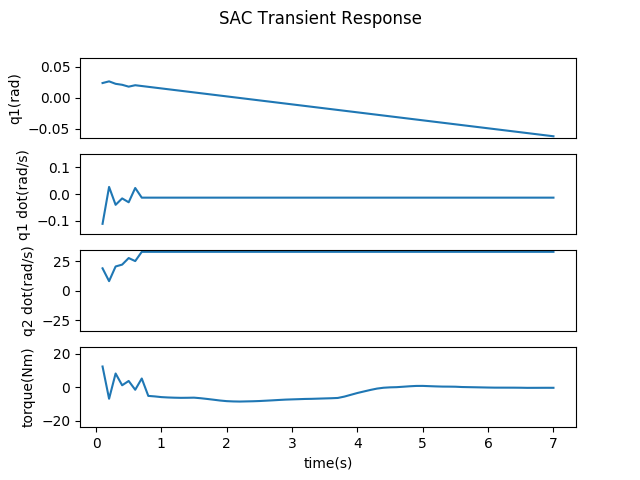 SAC Transient Response
0.05
0.00
−0.05
q1(rad)
0.1
0.0
−0.1
q1 dot(rad/s)
25
0
−25
q2 dot(rad/s)
20
0
−20
torque(Nm)
0 1 2 3 4 5 6 7
time(s)